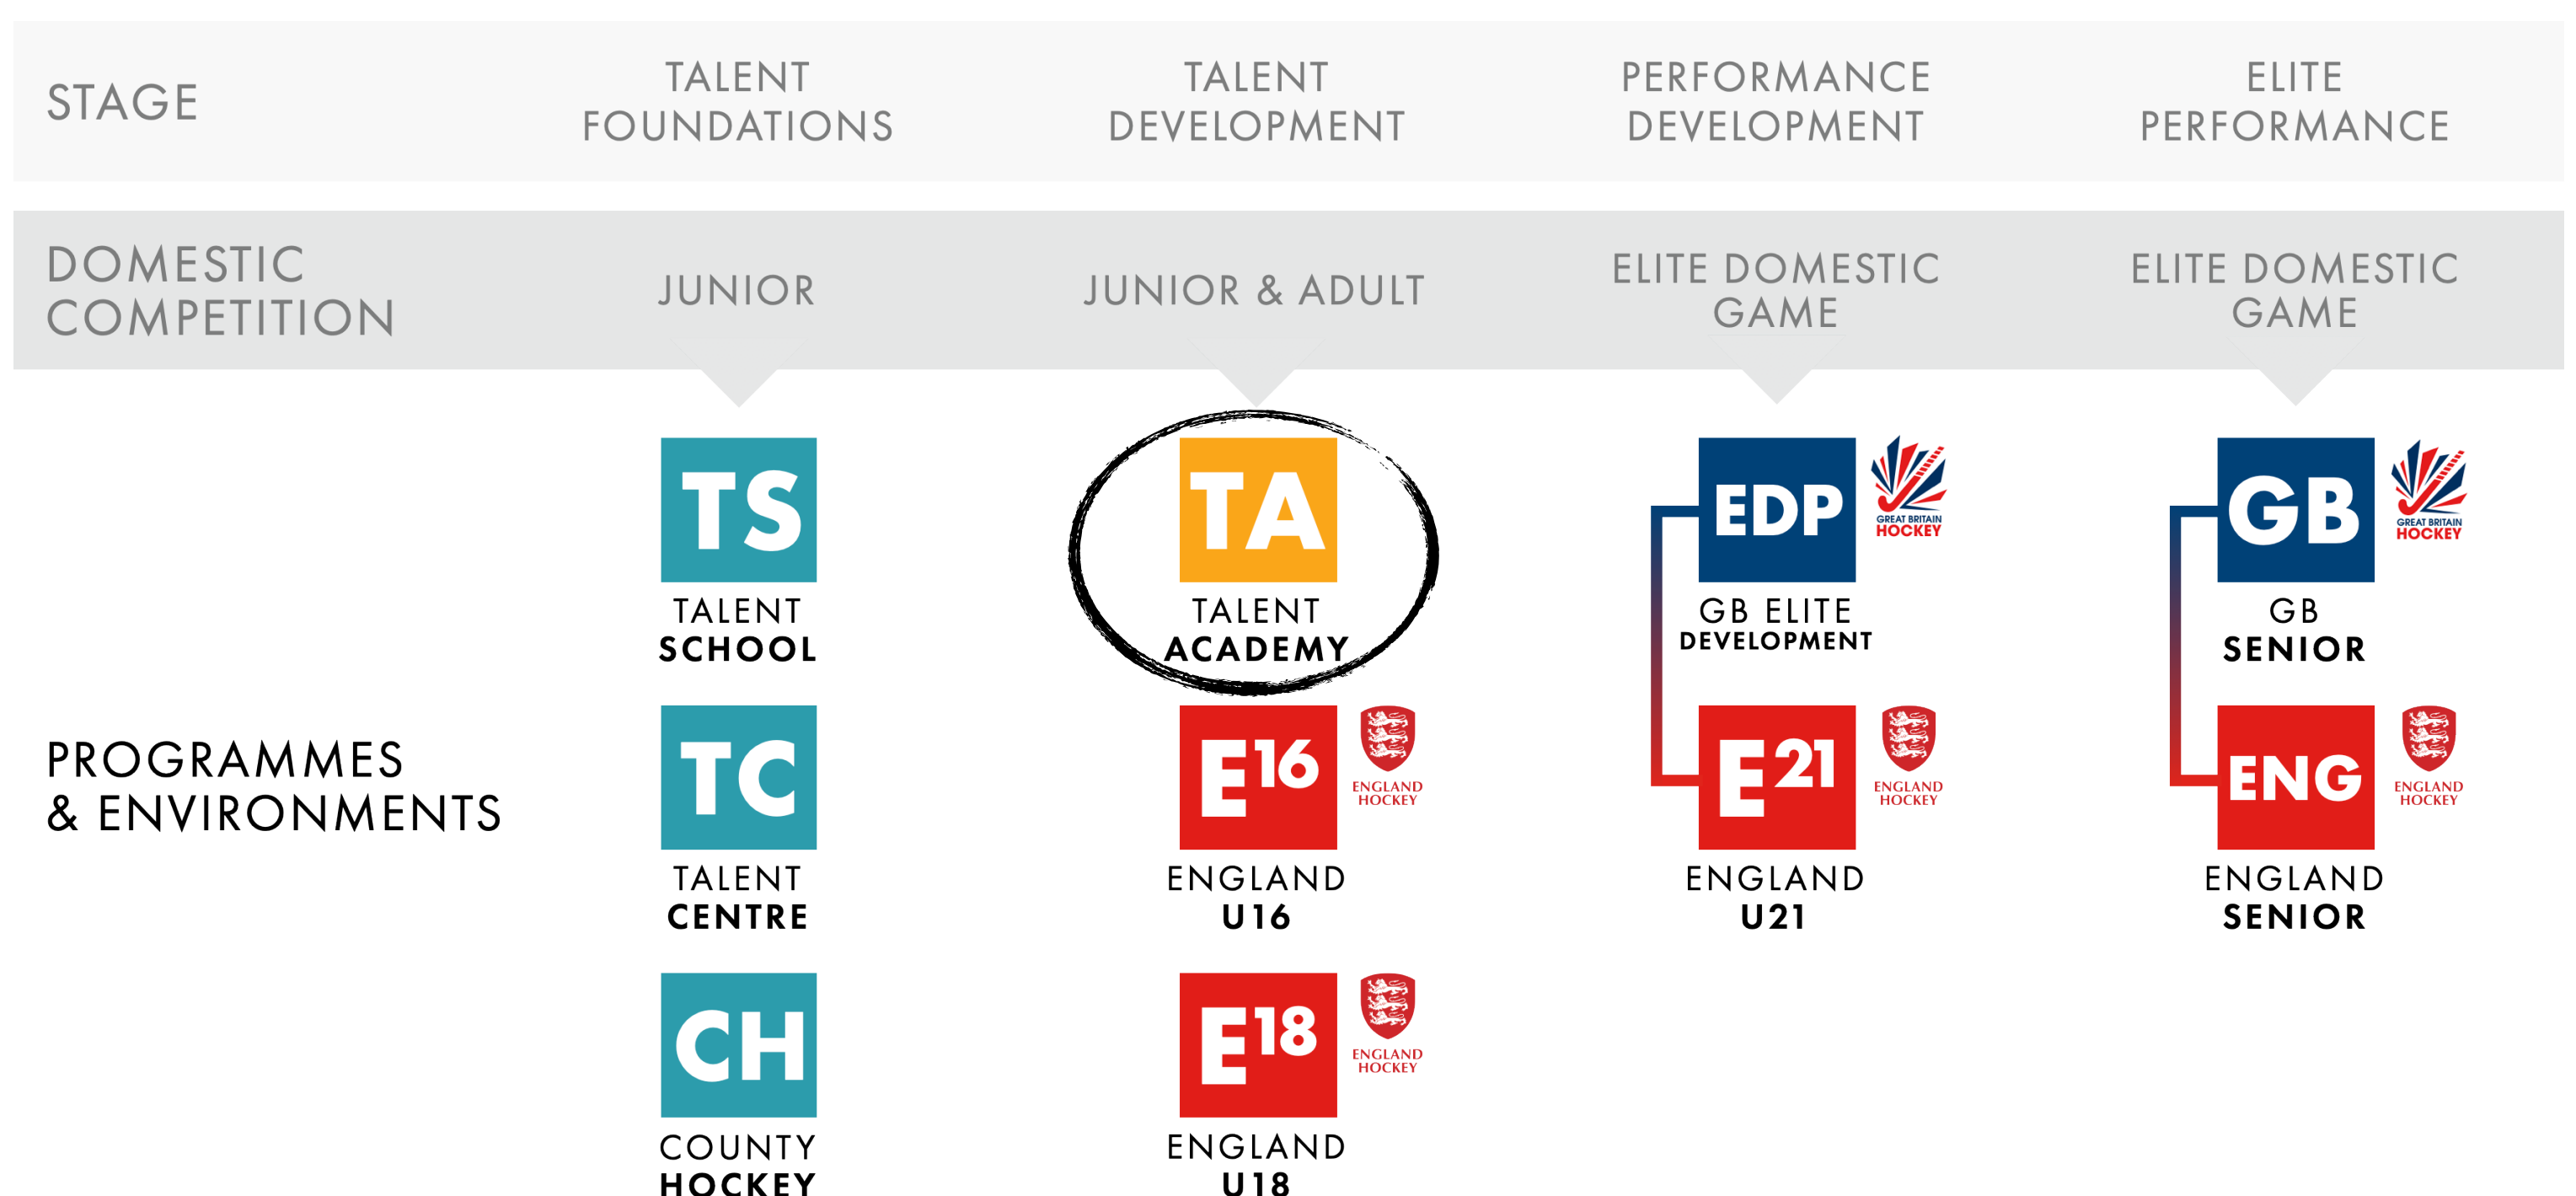 STAGE
TALENT
FOUNDATIONS
TALENT
DEVELOPMENT
PERFORMANCE
DEVELOPMENT
ELITE
PERFORMANCE
DOMESTIC
COMPETITION
JUNIOR
JUNIOR & ADULT
ELITE DOMESTIC
GAME
ELITE DOMESTIC
GAME
PROGRAMMES
& ENVIRONMENTS
TS
TALENT
SCHOOL
TA
TALENT
ACADEMY
EDP
GREAT BRITAIN
HOCKEY
GB ELITE
DEVELOPMENT
GB
GREAT BRITAIN
HOCKEY
GB
SENIOR
TC
TALENT
CENTRE
E16
ENGLAND
HOCKEY
ENGLAND
U16
E21
ENGLAND
HOCKEY
ENGLAND
U21
ENG
ENGLAND
HOCKEY
ENGLAND
SENIOR
CH
COUNTY
HOCKEY
E18
ENGLAND
HOCKEY
ENGLAND
U18